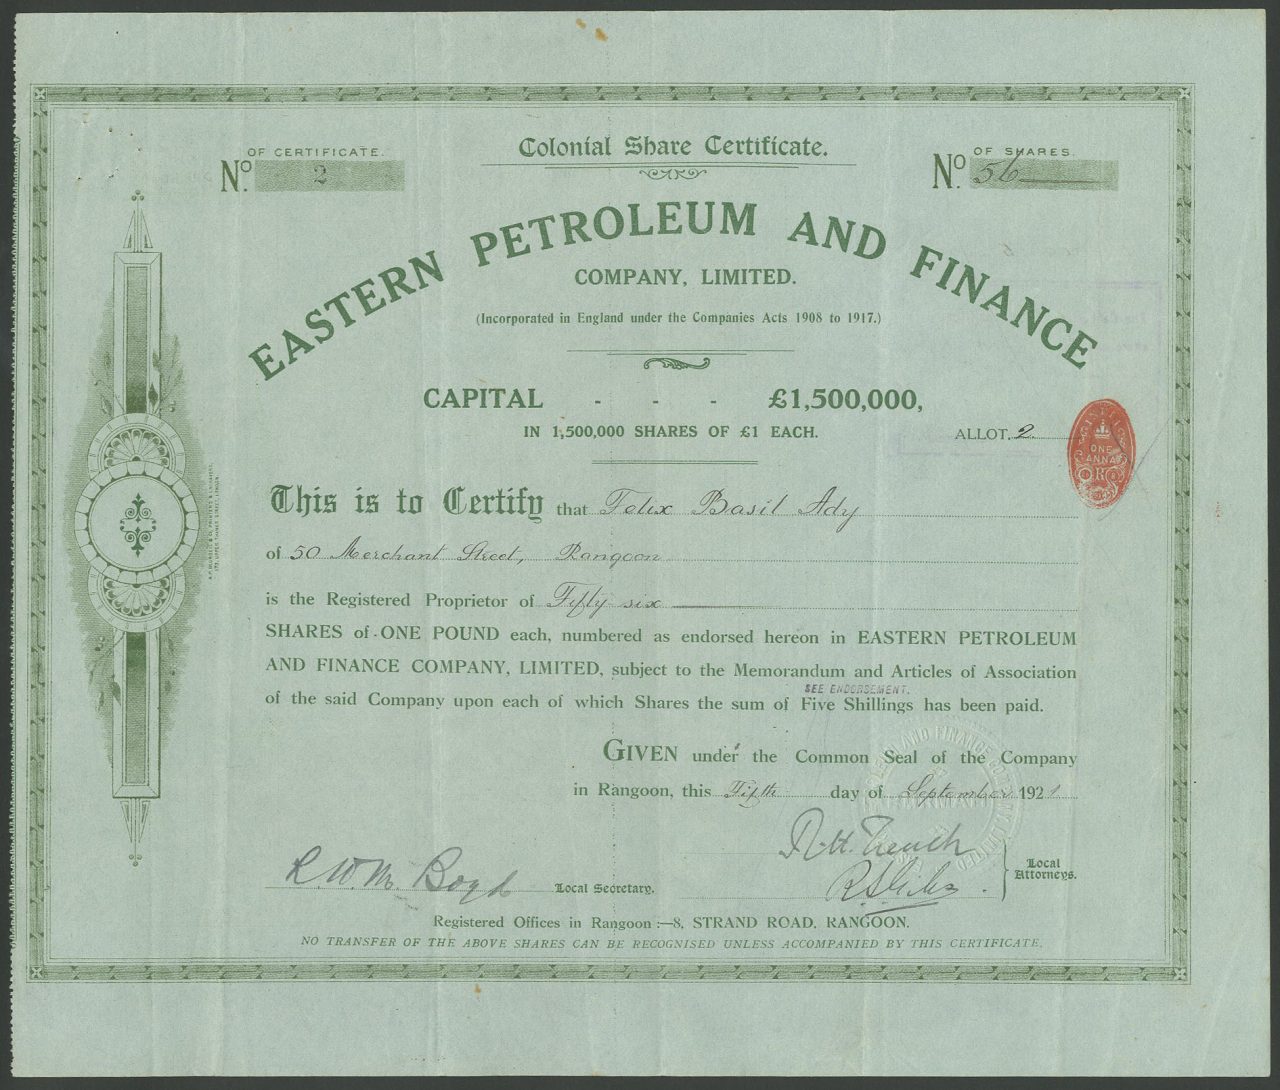 Colonial Share Certificate.
No. OF CERTIFICATE. 2
No. OF SHARES. 56
EASTERN PETROLEUM AND FINANCE
COMPANY, LIMITED.
(Incorporated in England under the Companies Acts 1908 to 1917.)
CAPITAL - - - £1,500,000,
IN 1,500,000 SHARES OF £1 EACH.
ALLOT. 2
ONE
ANNA
This is to Certify that Felix Basil Ady
of 50 Merchant Street, Rangoon
is the Registered Proprietor of Fifty six
SHARES of ONE POUND each, numbered as endorsed hereon in EASTERN PETROLEUM
AND FINANCE COMPANY, LIMITED, subject to the Memorandum and Articles of Association
SEE ENDORSEMENT.
of the said Company upon each of which Shares the sum of Five Shillings has been paid.
GIVEN under the Common Seal of the Company
in Rangoon, this Fifth day of September 1921
R. W. M. Boyd Local Secretary.
Local
Attorneys.
Registered Offices in Rangoon :—8, STRAND ROAD, RANGOON.
NO TRANSFER OF THE ABOVE SHARES CAN BE RECOGNISED UNLESS ACCOMPANIED BY THIS CERTIFICATE.